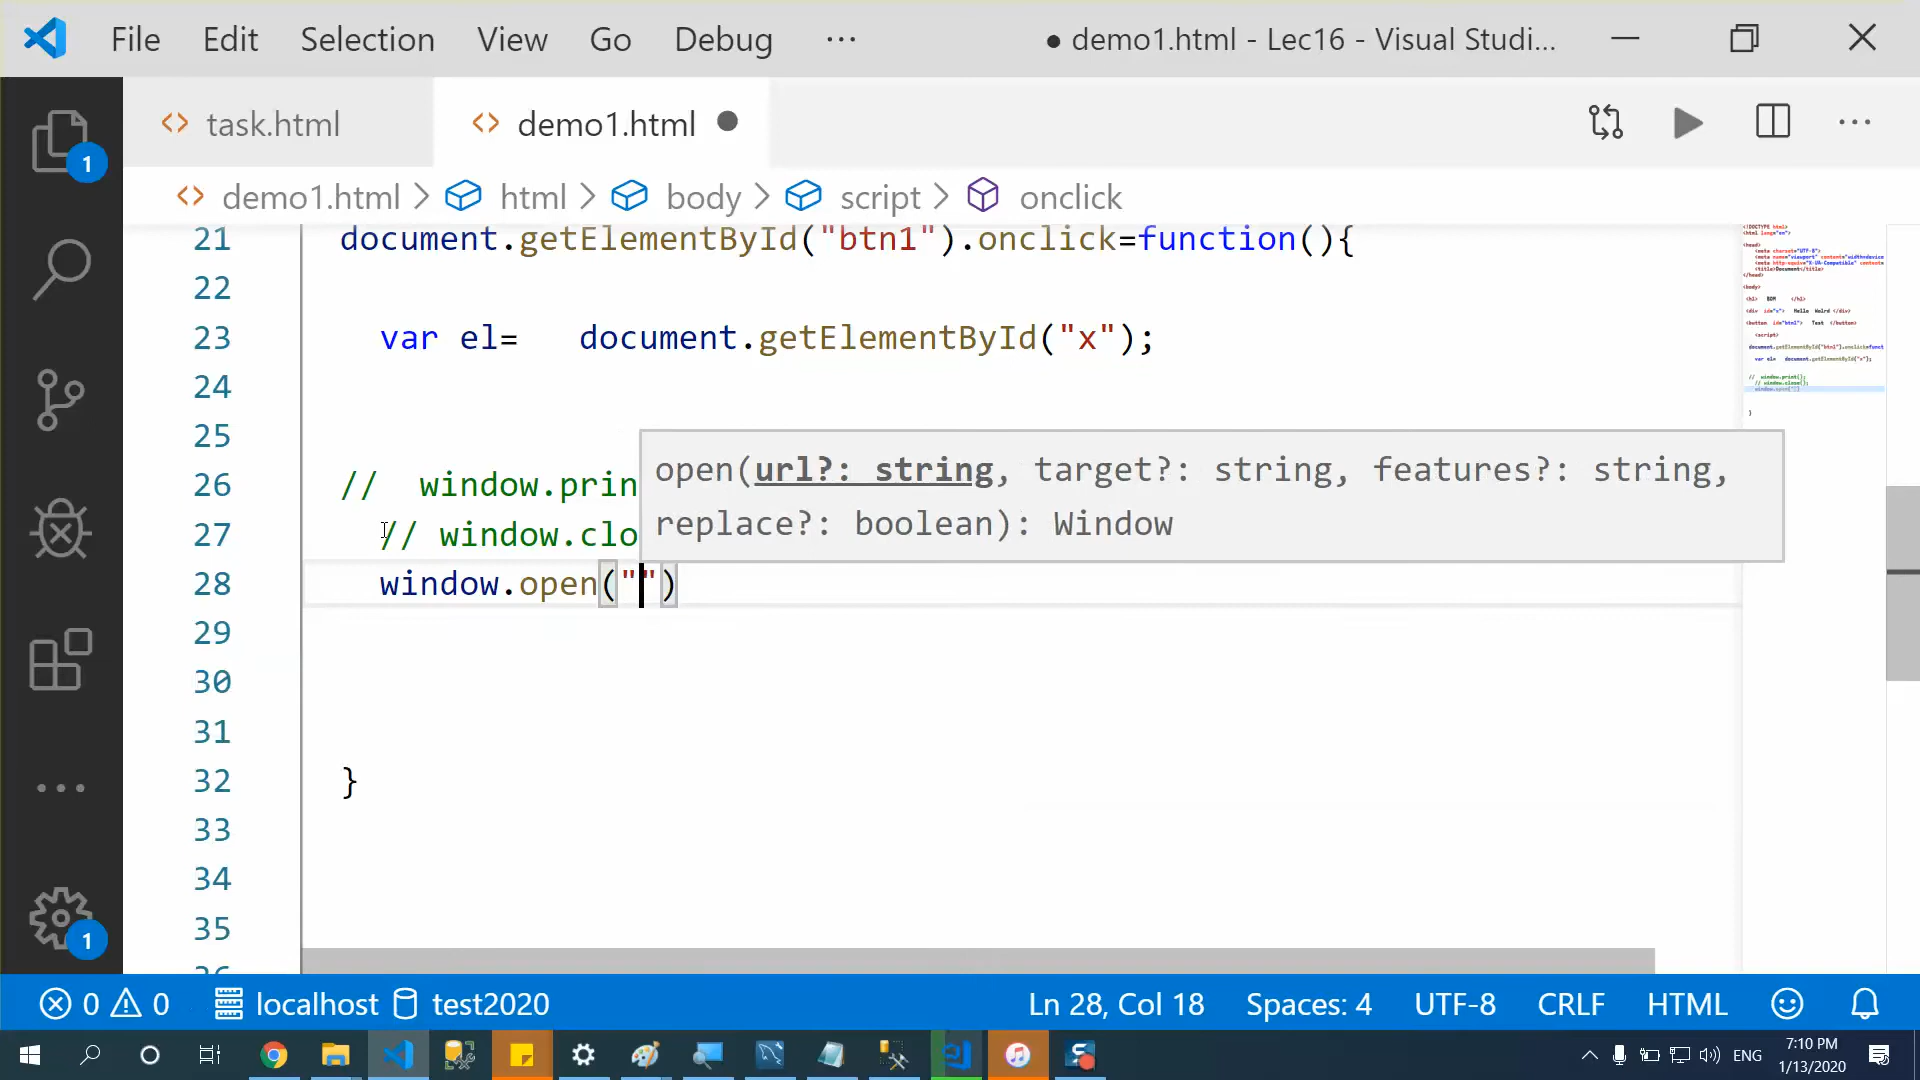 File Edit Selection View Go Debug ... ● demo1.html - Lec16 - Visual Studi...
task.html demo1.html
demo1.html > html > body > script > onclick
21 document.getElementById("btn1").onclick=function(){
22
23 var el= document.getElementById("x");
24
25
open(url?: string, target?: string, features?: string,
26 // window.prin
replace?: boolean): Window
27 // window.clo
28 window.open("")
29
30
31
32 }
33
34
35
0 0 localhost test2020 Ln 28, Col 18 Spaces: 4 UTF-8 CRLF HTML
ENG 7:10 PM
1/13/2020
1
1